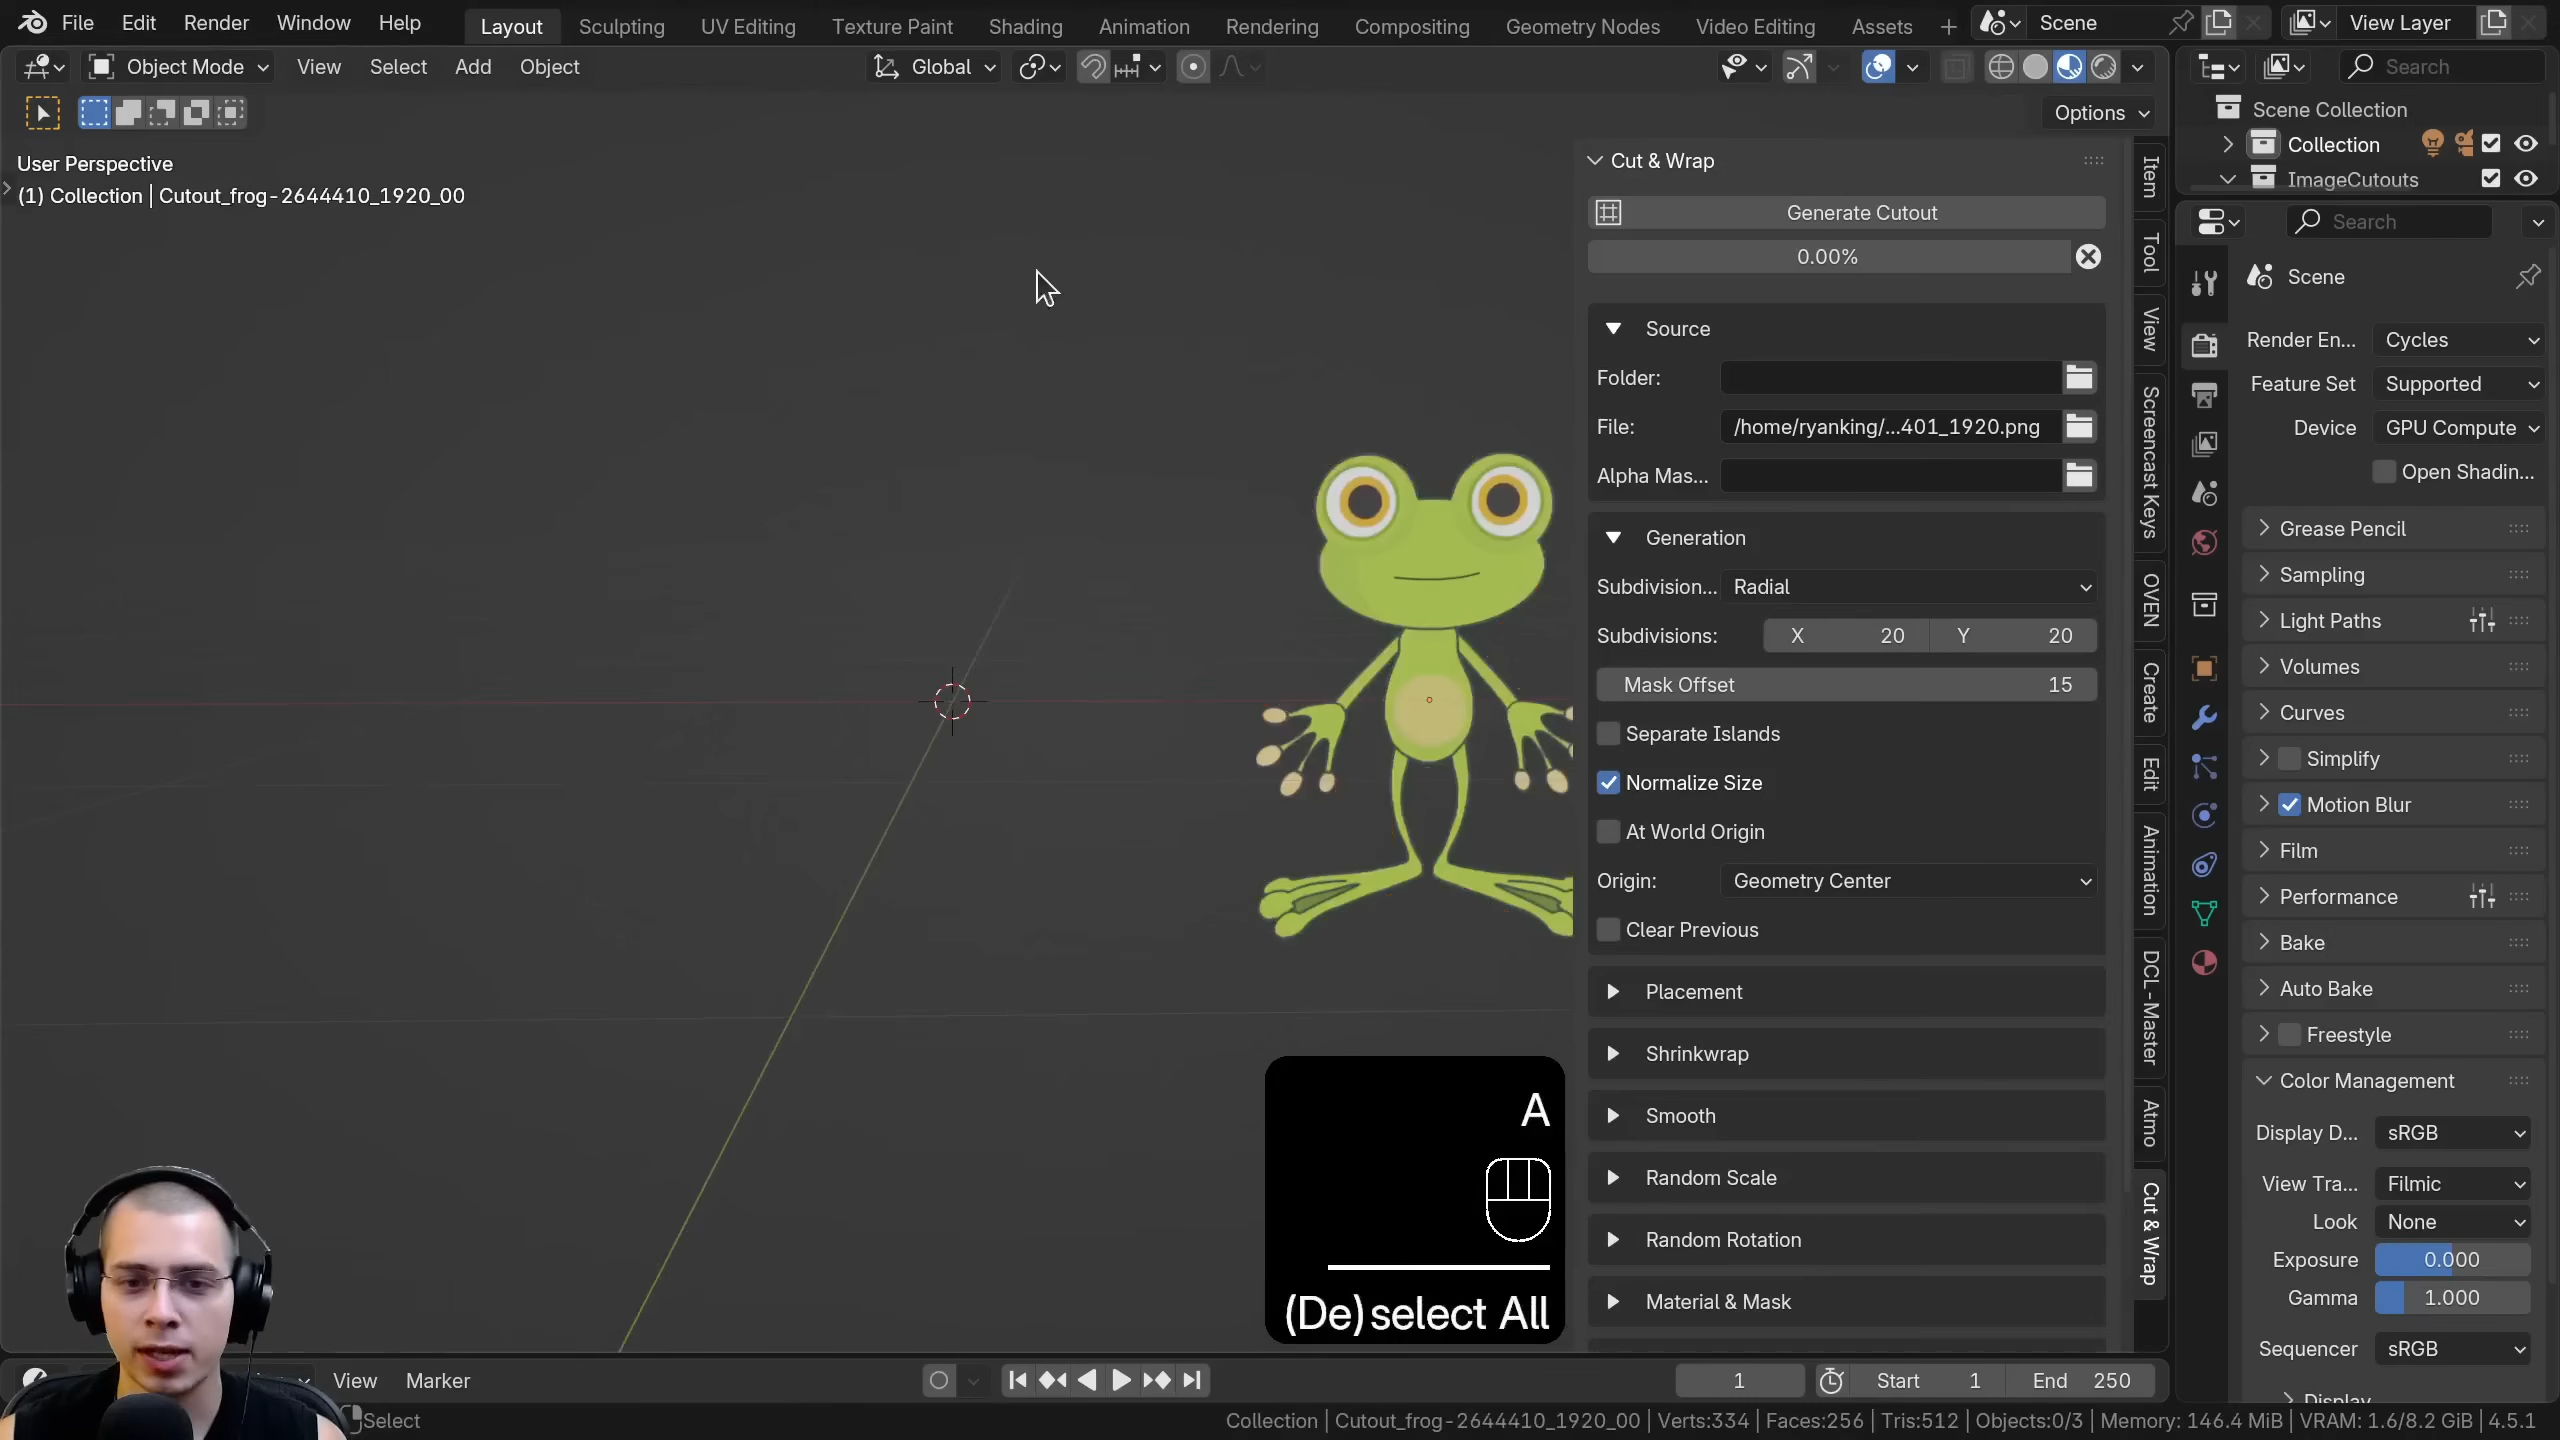 File Edit Render Window Help
Layout Sculpting UV Editing Texture Paint Shading Animation Rendering Compositing Geometry Nodes Video Editing Assets
Scene
View Layer
Object Mode View Select Add Object
Global
Search
Options
User Perspective
(1) Collection | Cutout_frog-2644410_1920_00
Cut & Wrap
Generate Cutout
0.00%
Source
Folder:
File: /home/ryanking/...401_1920.png
Alpha Mas...
Generation
Subdivision... Radial
Subdivisions: X 20 Y 20
Mask Offset 15
Separate Islands
Normalize Size
At World Origin
Origin: Geometry Center
Clear Previous
Placement
Shrinkwrap
Smooth
Random Scale
Random Rotation
Material & Mask
Item
Tool
View
Screencast Keys
OVEN
Create
Edit
Animation
DCL-Master
Atmo
Cut & Wrap
Scene Collection
Collection
ImageCutouts
Search
Scene
Render En... Cycles
Feature Set Supported
Device GPU Compute
Open Shadin...
Grease Pencil
Sampling
Light Paths
Volumes
Curves
Simplify
Motion Blur
Film
Performance
Bake
Auto Bake
Freestyle
Color Management
Display D... sRGB
View Tra... Filmic
Look None
Exposure 0.000
Gamma 1.000
Sequencer sRGB
Display
A
(De)select All
View Marker
1 Start 1 End 250
Select
Collection | Cutout_frog-2644410_1920_00 | Verts:334 | Faces:256 | Tris:512 | Objects:0/3 | Memory: 146.4 MiB | VRAM: 1.6/8.2 GiB | 4.5.1